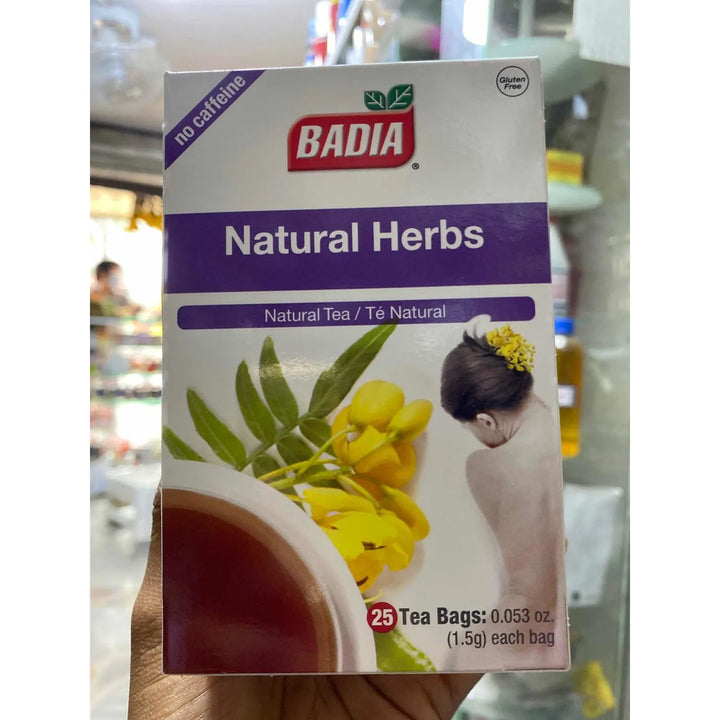 no caffeine
BADIA
®
Gluten
Free
Natural Herbs
Natural Tea / Té Natural
25 Tea Bags: 0.053 oz.
(1.5g) each bag